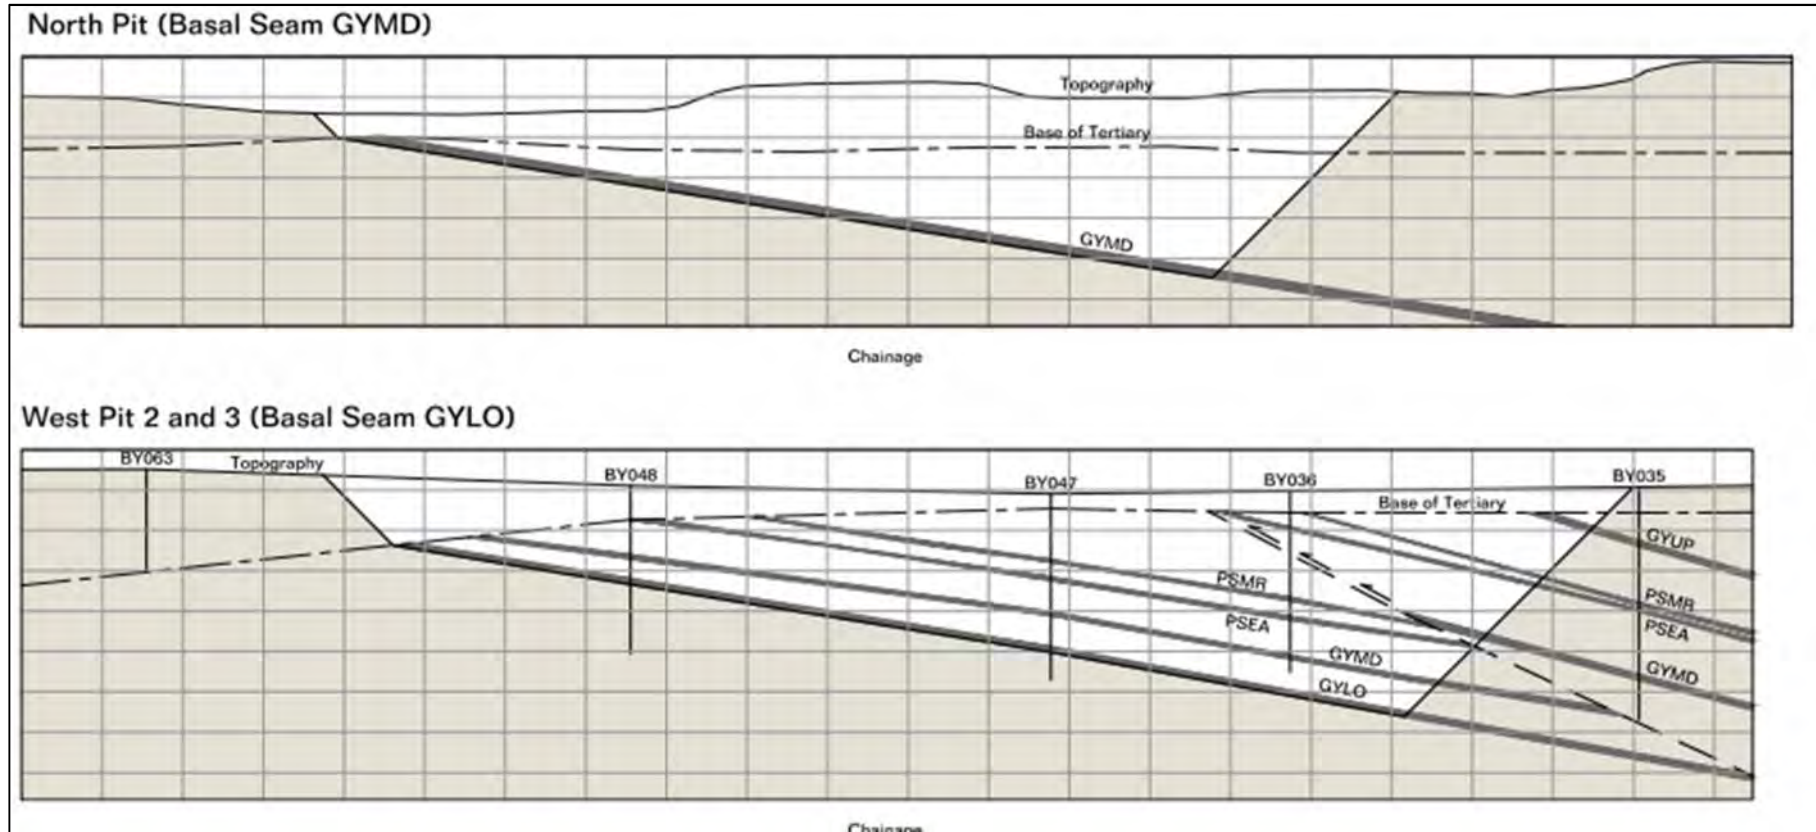 North Pit (Basal Seam GYMD)
Topography
Base of Tertiary
GYMD
Chainage
West Pit 2 and 3 (Basal Seam GYLO)
BY063
Topography
BY048
BY047
BY036
BY035
Base of Tertiary
GYUP
PSMR
PSMR
PSEA
PSEA
GYMD
GYMD
GYLO
Chainage